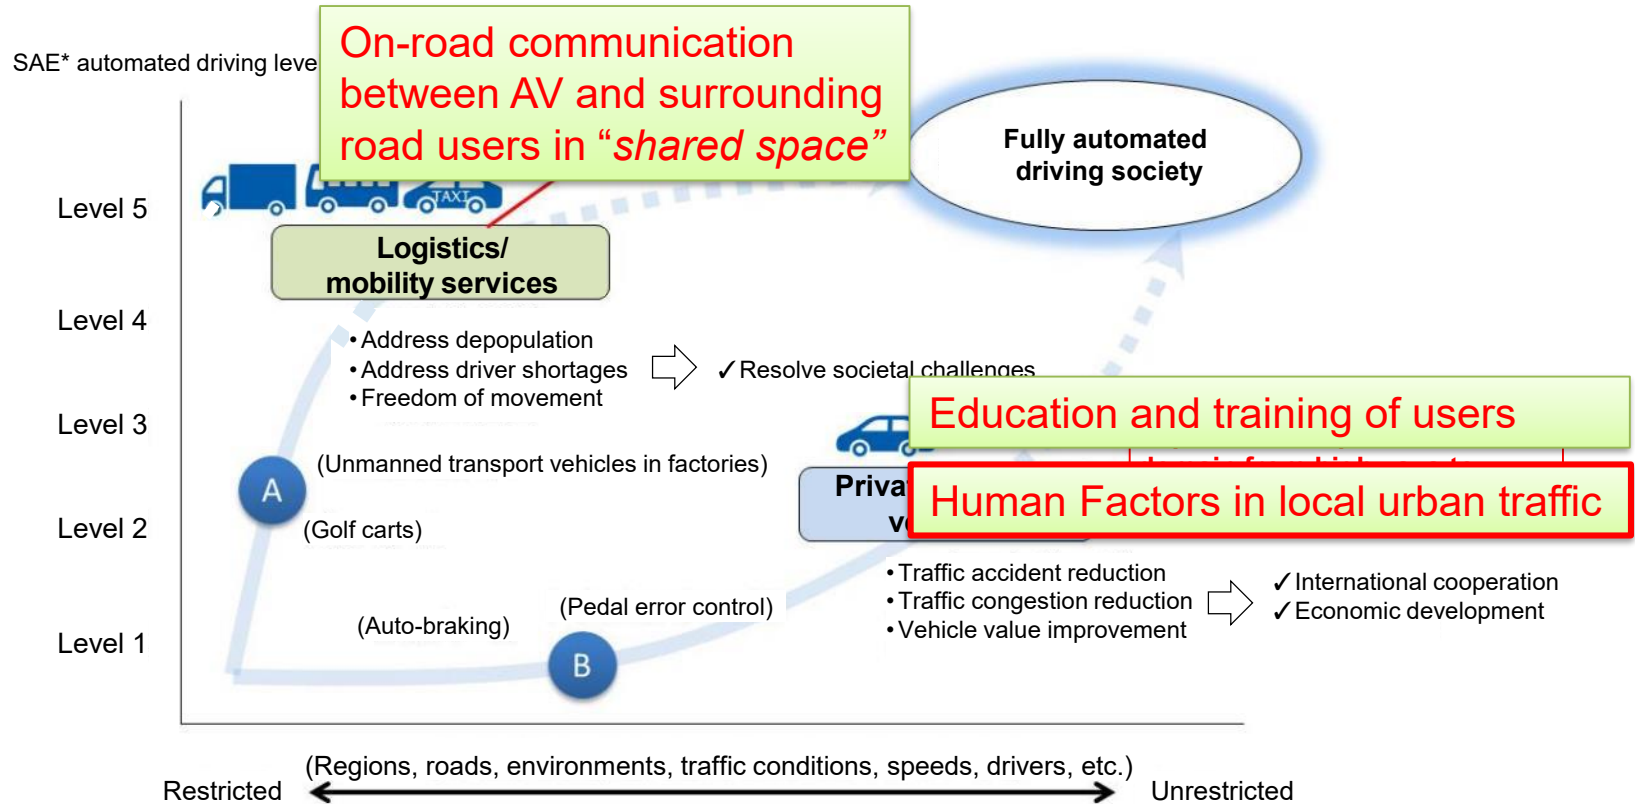 SAE* automated driving leve
On-road communication
between AV and surrounding
road users in “shared space”
Fully automated
driving society
TAXI
Level 5
Logistics/
mobility services
Level 4
• Address depopulation
• Address driver shortages
• Freedom of movement
✓Resolve societal challenges
Level 3
Education and training of users
(Unmanned transport vehicles in factories)
A
Human Factors in local urban traffic
Level 2
(Golf carts)
• Traffic accident reduction
• Traffic congestion reduction
• Vehicle value improvement
✓International cooperation
✓Economic development
(Pedal error control)
(Auto-braking)
Level 1
B
(Regions, roads, environments, traffic conditions, speeds, drivers, etc.)
Restricted
Unrestricted